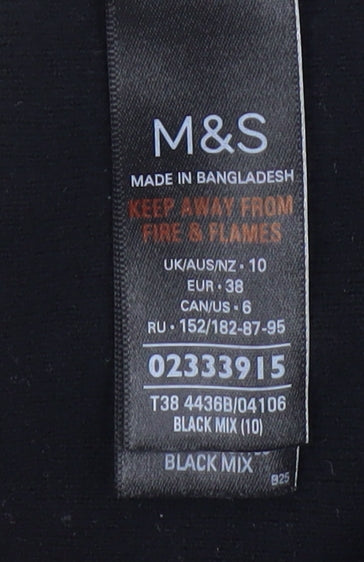 M&S
MADE IN BANGLADESH
KEEP AWAY FROM
FIRE & FLAMES
UK/AUS/NZ • 10
EUR • 38
CAN/US • 6
RU • 152/182-87-95
02333915
T38 4436B/04106
BLACK MIX (10)
BLACK MIX
B25